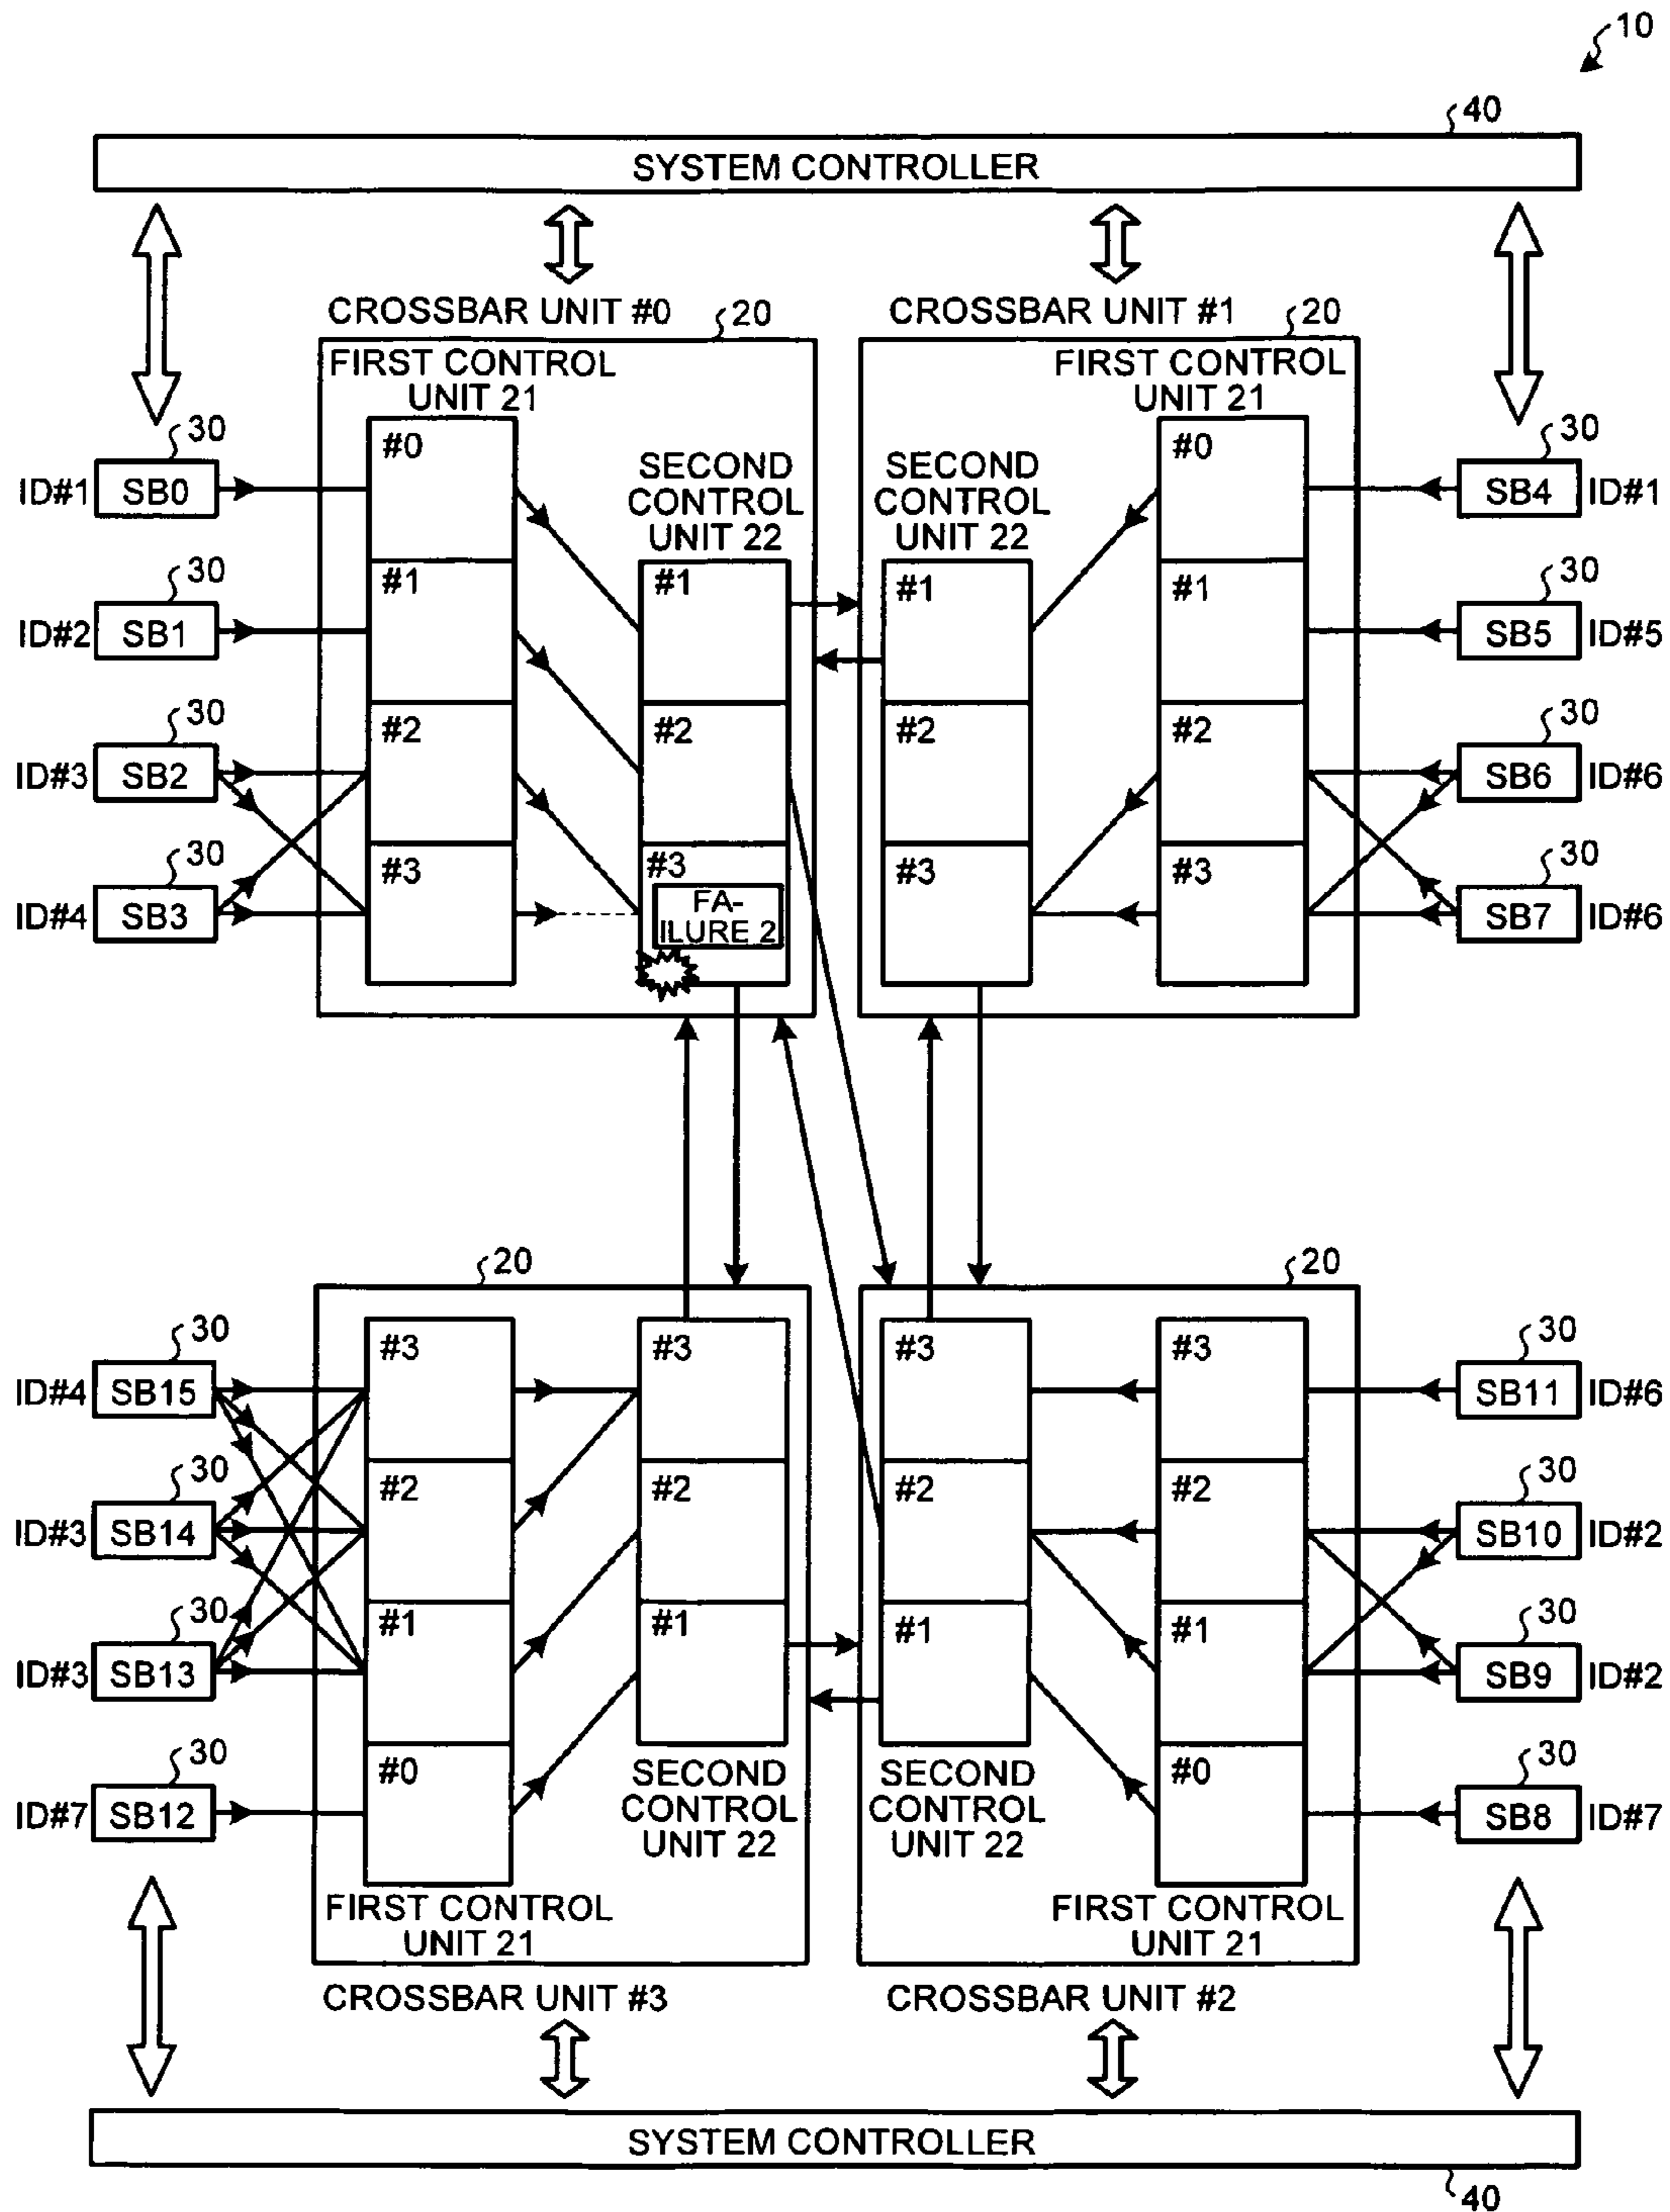 10
40
SYSTEM CONTROLLER
CROSSBAR UNIT #0
20
CROSSBAR UNIT #1
20
FIRST CONTROL
UNIT 21
FIRST CONTROL
UNIT 21
30
ID#1 SB0
#0
SECOND
CONTROL
UNIT 22
SECOND
CONTROL
UNIT 22
#0
30
SB4 ID#1
30
ID#2 SB1
#1
#1
#1
#1
30
SB5 ID#5
30
ID#3 SB2
#2
#2
#2
#2
30
SB6 ID#6
30
ID#4 SB3
#3
#3
FA-
ILURE 2
#3
#3
30
SB7 ID#6
20
20
30
ID#4 SB15
#3
#3
#3
#3
30
SB11 ID#6
30
ID#3 SB14
#2
#2
#2
#2
30
SB10 ID#2
30
ID#3 SB13
#1
#1
#1
#1
30
SB9 ID#2
30
ID#7 SB12
#0
SECOND
CONTROL
UNIT 22
SECOND
CONTROL
UNIT 22
#0
30
SB8 ID#7
FIRST CONTROL
UNIT 21
FIRST CONTROL
UNIT 21
CROSSBAR UNIT #3
CROSSBAR UNIT #2
SYSTEM CONTROLLER
40